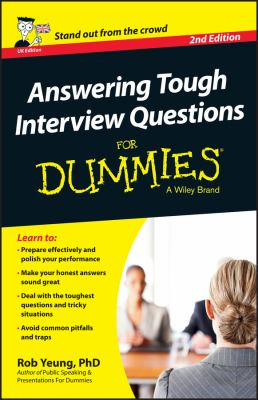 Stand out from the crowd
UK Edition
2nd Edition
Answering Tough
Interview Questions
FOR
DUMMIES®
A Wiley Brand
Learn to:
• Prepare effectively and
polish your performance
• Make your honest answers
sound great
• Deal with the toughest
questions and tricky
situations
• Avoid common pitfalls
and traps
Rob Yeung, PhD
Author of Public Speaking &
Presentations For Dummies